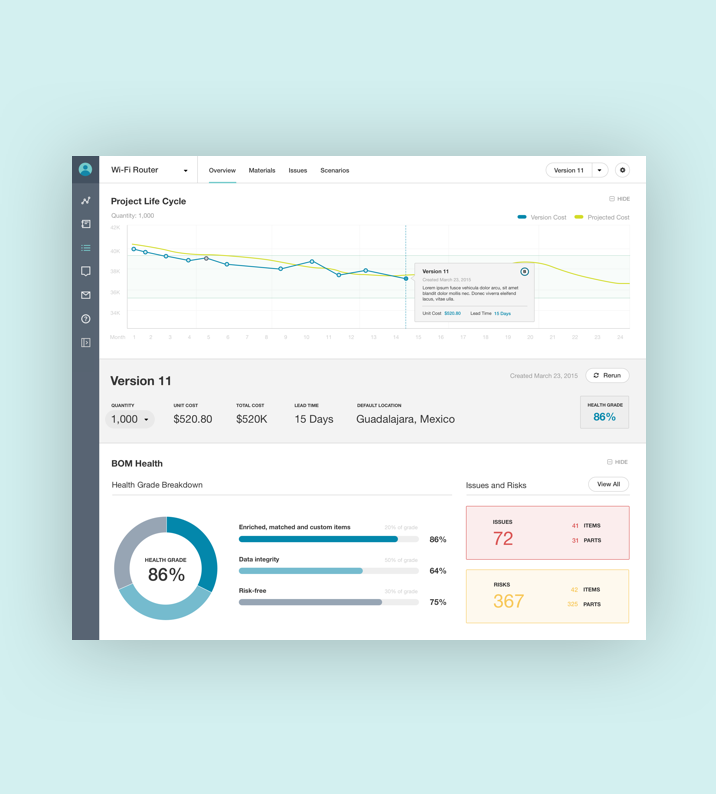 Wi-Fi Router
Overview
Materials
Issues
Scenarios
Version 11
Project Life Cycle
HIDE
Quantity: 1,000
Version Cost
Projected Cost
42K
40K
38K
36K
34K
Version 11
Created March 23, 2015
Lorem ipsum fusce vehicula dolor arcu, sit amet
blandit dolor mollis nec. Donec viverra eleifend
lacus, vitae ulls.
Unit Cost $520.80 Lead Time 15 Days
Month 1 2 3 4 5 6 7 8 9 10 11 12 13 14 15 16 17 18 19 20 21 22 23 24
Version 11
Created March 23, 2015
Rerun
QUANTITY
1,000
UNIT COST
$520.80
TOTAL COST
$520K
LEAD TIME
15 Days
DEFAULT LOCATION
Guadalajara, Mexico
HEALTH GRADE
86%
BOM Health
HIDE
Health Grade Breakdown
HEALTH GRADE
86%
Enriched, matched and custom items
20% of grade
86%
Data integrity
50% of grade
64%
Risk-free
30% of grade
75%
Issues and Risks
View All
ISSUES
72
41 ITEMS
31 PARTS
RISKS
367
42 ITEMS
325 PARTS